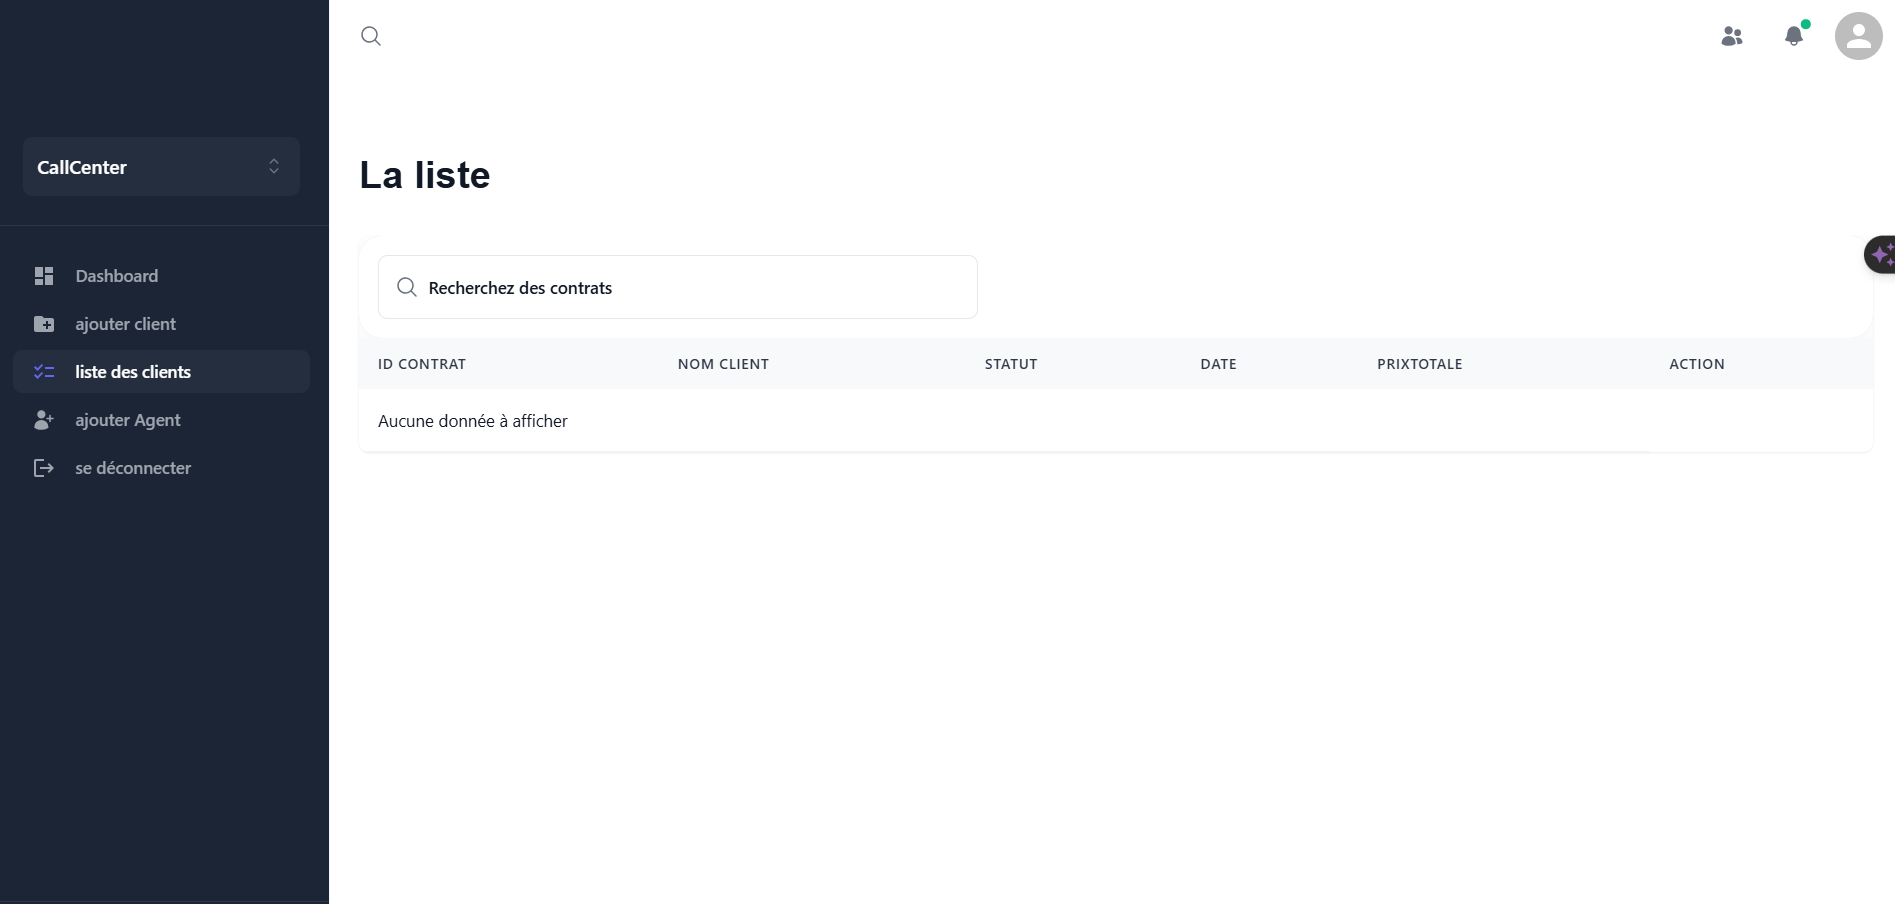 CallCenter
Dashboard
ajouter client
liste des clients
ajouter Agent
se déconnecter
La liste
Recherchez des contrats
ID CONTRAT NOM CLIENT STATUT DATE PRIXTOTALE ACTION
Aucune donnée à afficher